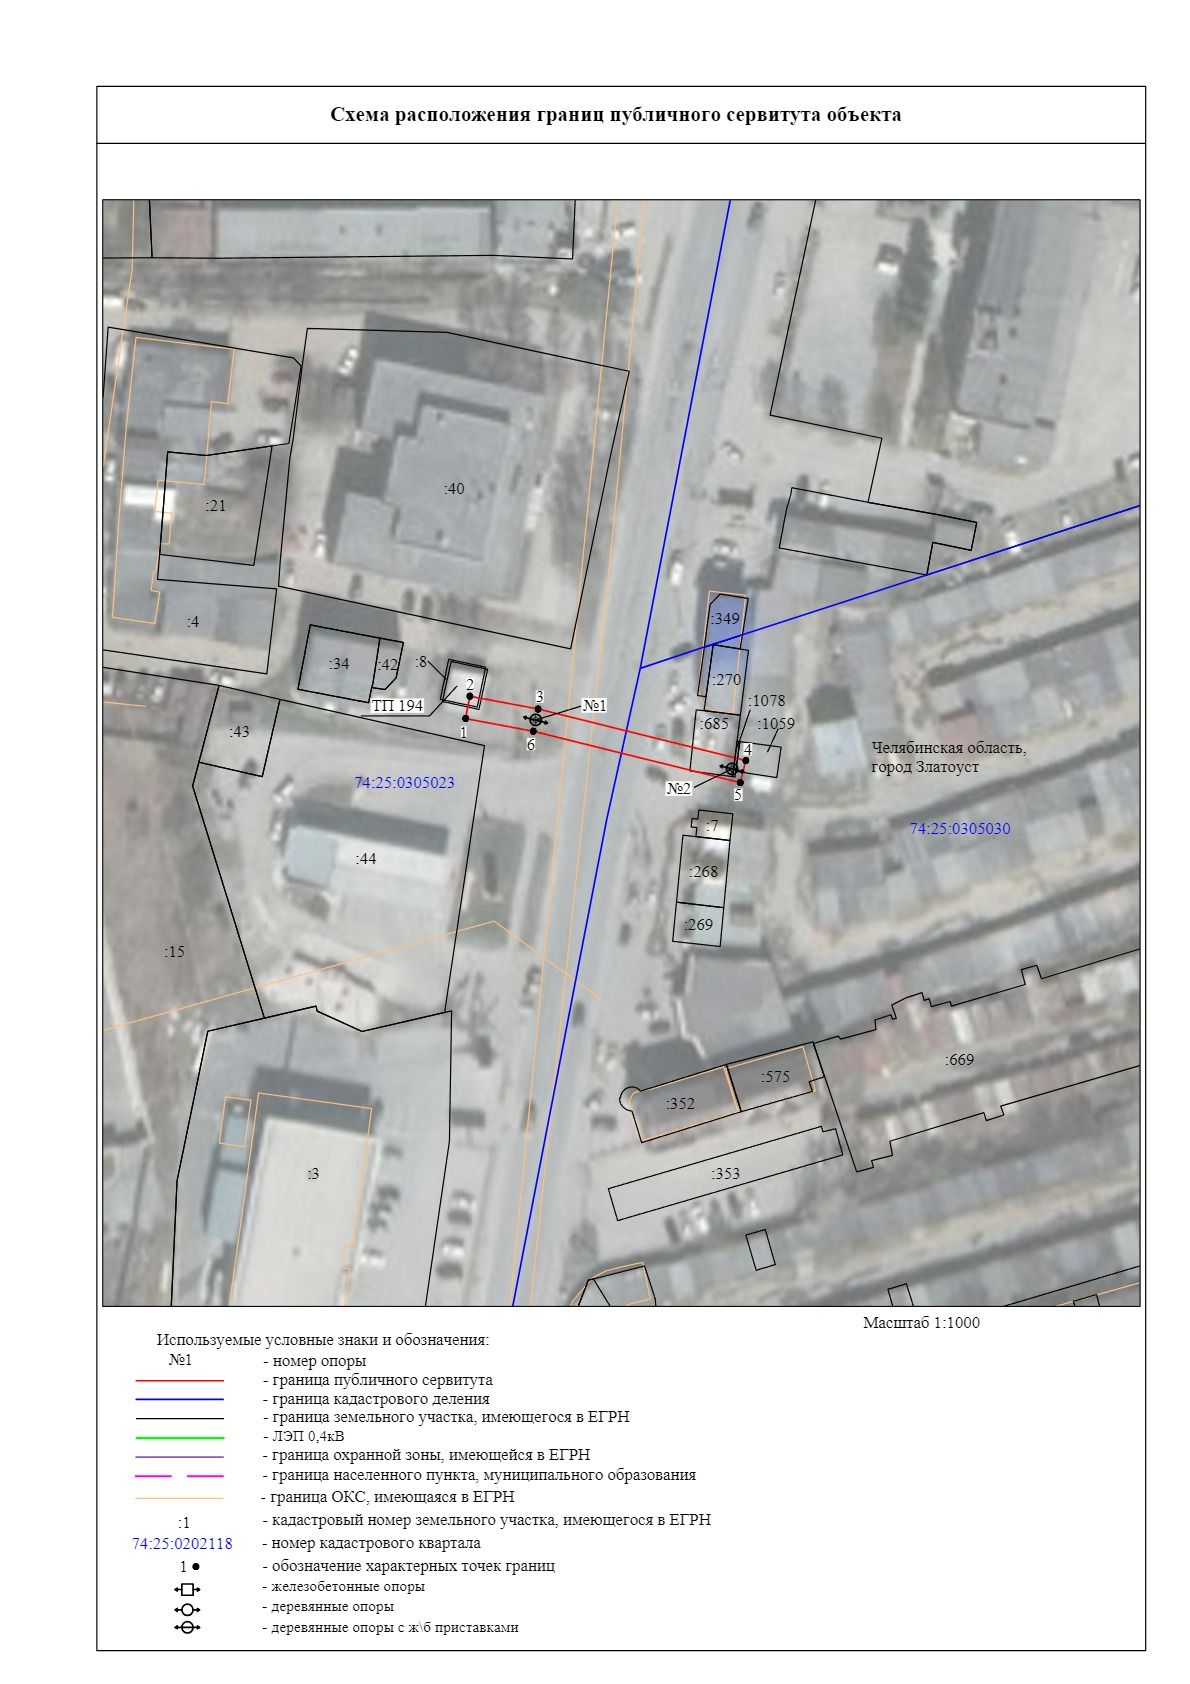 Схема расположения границ публичного сервитута объекта
:40
:21
:349
:4
:34
:42
:8
:270
2
3
№1
:1078
ТП 194
:685
:1059
:43
1
6
4
Челябинская область,
город Златоуст
74:25:0305023
№2
5
:7
74:25:0305030
:44
:268
:269
:15
:669
:575
:352
:3
:353
Масштаб 1:1000
Используемые условные знаки и обозначения:
№1 - номер опоры
- граница публичного сервитута
- граница кадастрового деления
- граница земельного участка, имеющегося в ЕГРН
- ЛЭП 0,4кВ
- граница охранной зоны, имеющейся в ЕГРН
- граница населенного пункта, муниципального образования
- граница ОКС, имеющаяся в ЕГРН
:1 - кадастровый номер земельного участка, имеющегося в ЕГРН
74:25:0202118 - номер кадастрового квартала
1 - обозначение характерных точек границ
- железобетонные опоры
- деревянные опоры
- деревянные опоры с ж\б приставками